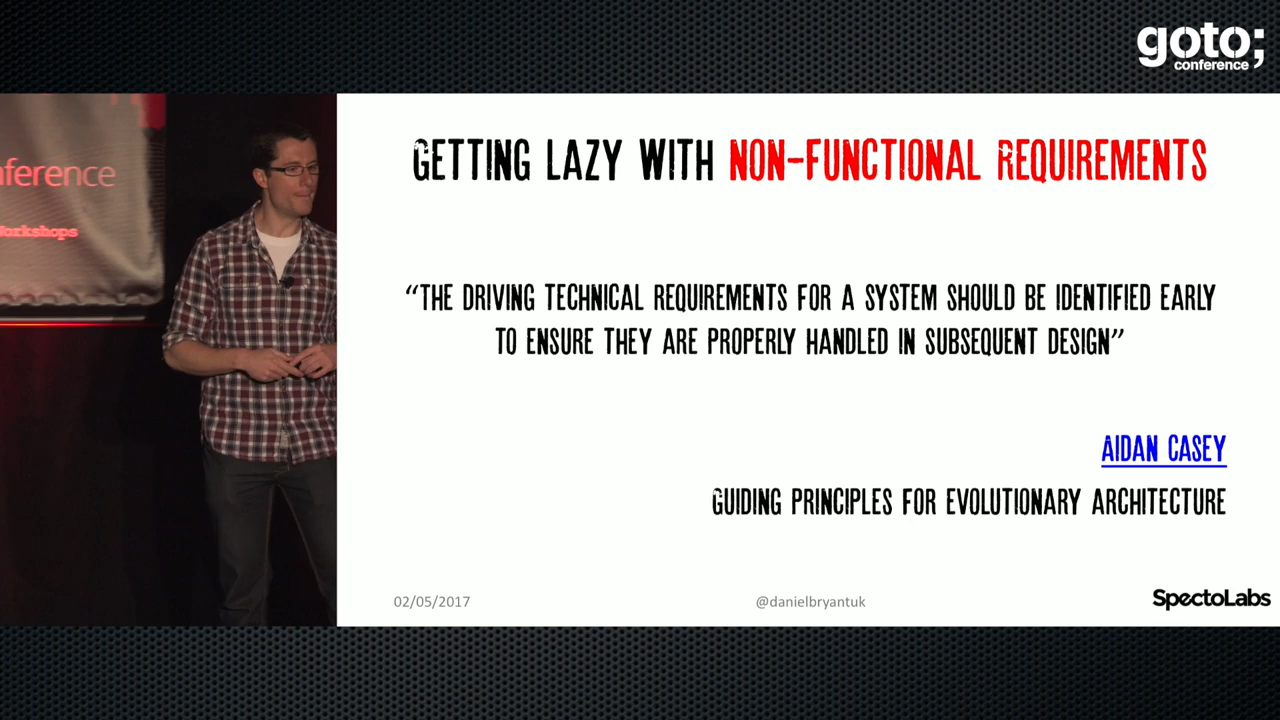 goto;
conference
nference
Workshops
GETTING LAZY WITH NON-FUNCTIONAL REQUIREMENTS
“THE DRIVING TECHNICAL REQUIREMENTS FOR A SYSTEM SHOULD BE IDENTIFIED EARLY
TO ENSURE THEY ARE PROPERLY HANDLED IN SUBSEQUENT DESIGN”
AIDAN CASEY
GUIDING PRINCIPLES FOR EVOLUTIONARY ARCHITECTURE
02/05/2017
@danielbryantuk
SpectoLabs